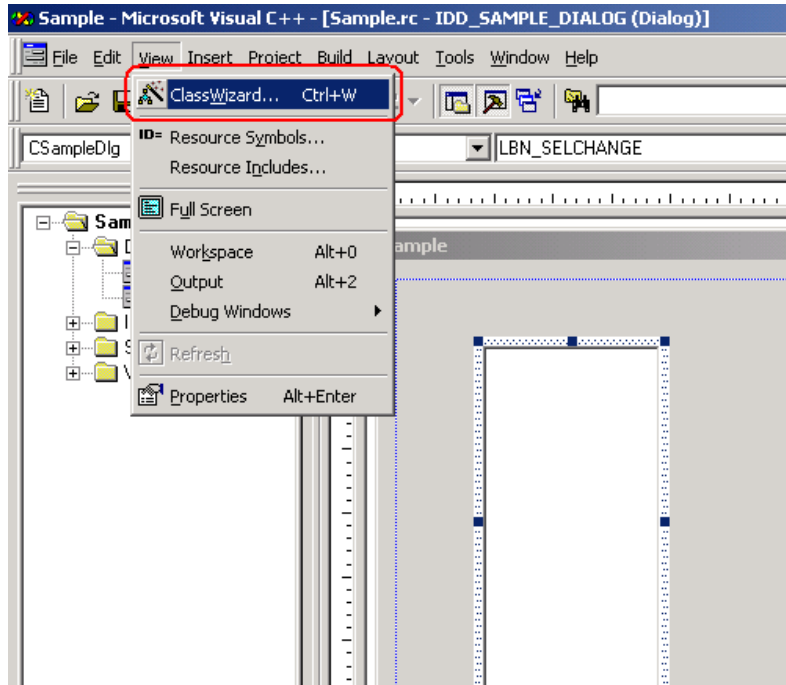 Sample - Microsoft Visual C++ - [Sample.rc - IDD_SAMPLE_DIALOG (Dialog)]
File Edit View Insert Project Build Layout Tools Window Help
ClassWizard... Ctrl+W
CSampleDlg
LBN_SELCHANGE
ID= Resource Symbols...
Resource Includes...
Full Screen
Workspace Alt+0
Output Alt+2
Debug Windows
Refresh
Properties Alt+Enter